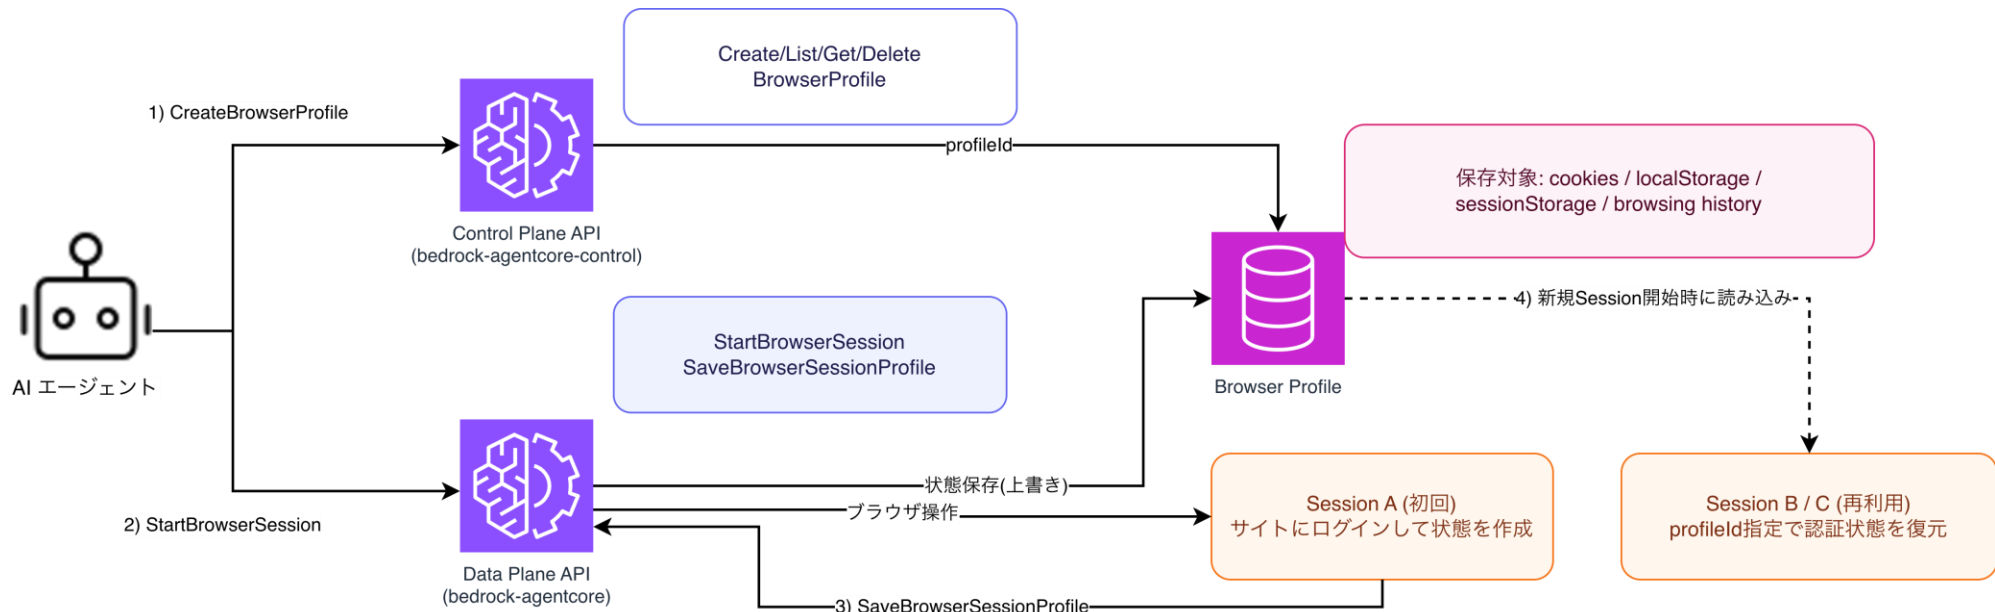 Create/List/Get/Delete
BrowserProfile
1) CreateBrowserProfile
profileId
保存対象: cookies / localStorage /
sessionStorage / browsing history
Control Plane API
(bedrock-agentcore-control)
4) 新規Session開始時に読み込み
StartBrowserSession
SaveBrowserSessionProfile
AI エージェント
Browser Profile
状態保存(上書き)
ブラウザ操作
Session A (初回)
サイトにログインして状態を作成
Session B / C (再利用)
profileId指定で認証状態を復元
2) StartBrowserSession
Data Plane API
(bedrock-agentcore)
3) SaveBrowserSessionProfile